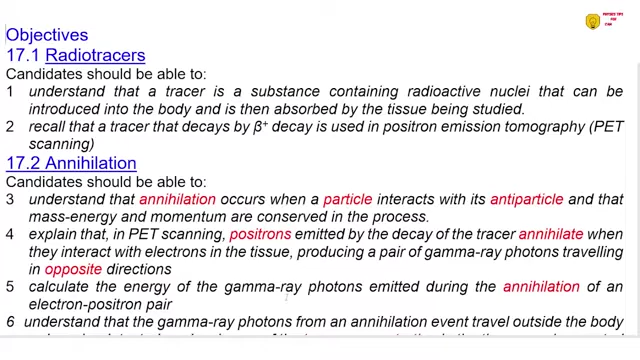 PHYSICS TIPS
FOR
Objectives
17.1 Radiotracers
Candidates should be able to:
1 understand that a tracer is a substance containing radioactive nuclei that can be
introduced into the body and is then absorbed by the tissue being studied.
2 recall that a tracer that decays by β+ decay is used in positron emission tomography (PET
scanning)
17.2 Annihilation
Candidates should be able to:
3 understand that annihilation occurs when a particle interacts with its antiparticle and that
mass-energy and momentum are conserved in the process.
4 explain that, in PET scanning, positrons emitted by the decay of the tracer annihilate when
they interact with electrons in the tissue, producing a pair of gamma-ray photons travelling
in opposite directions
5 calculate the energy of the gamma-ray photons emitted during the annihilation of an
electron-positron pair
6 understand that the gamma-ray photons from an annihilation event travel outside the body